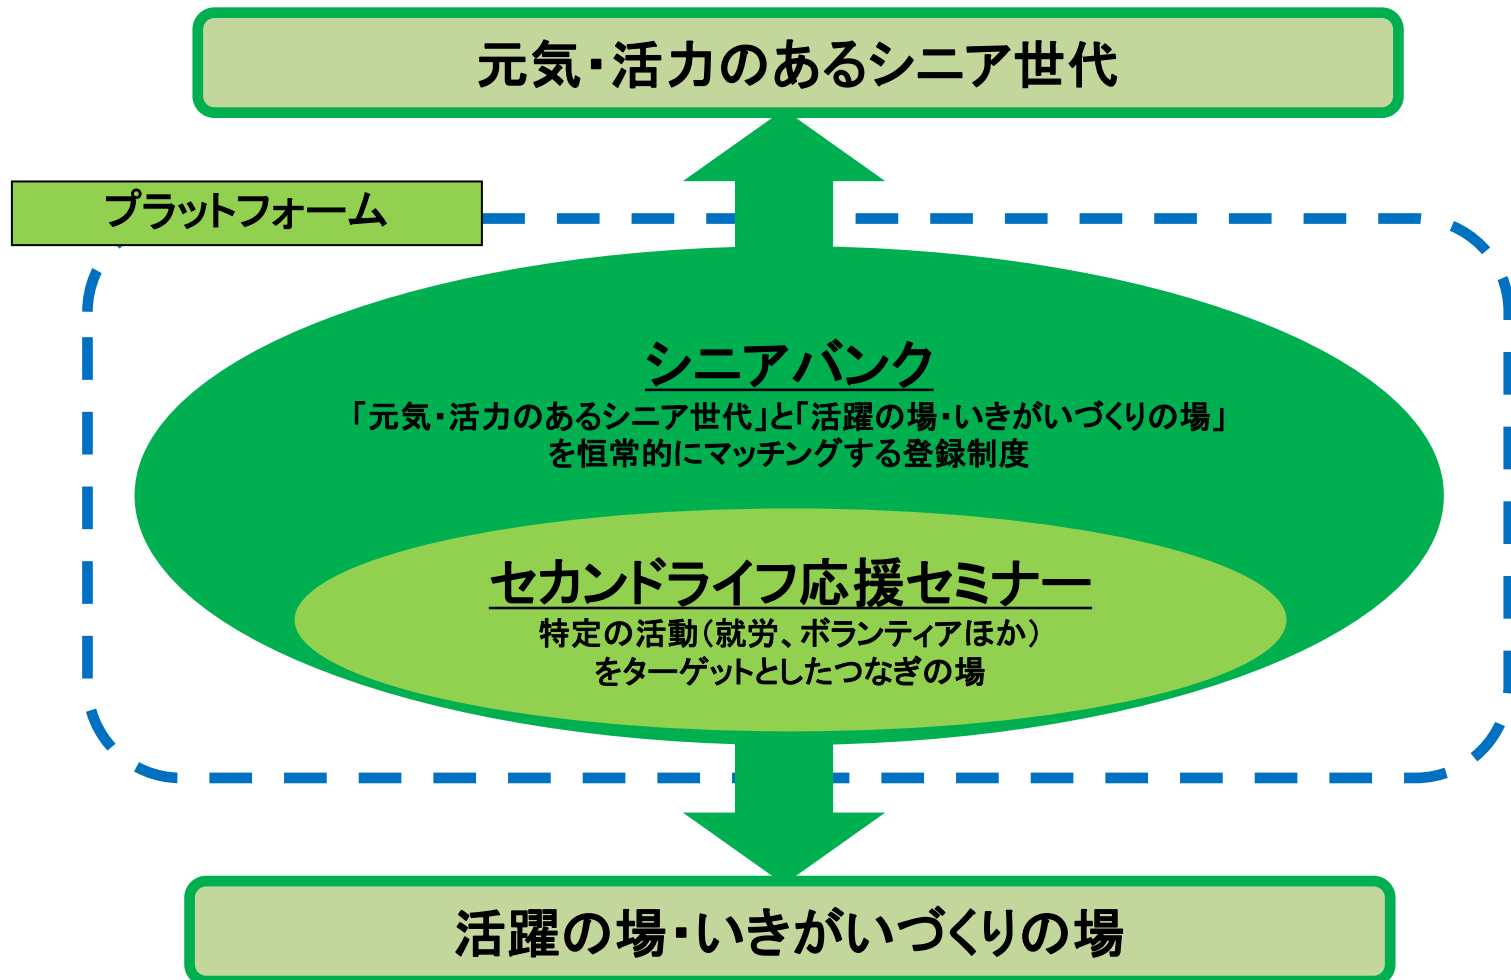 元気・活力のあるシニア世代
プラットフォーム
シニアバンク
「元気・活力のあるシニア世代」と「活躍の場・いきがいづくりの場」
を恒常的にマッチングする登録制度
セカンドライフ応援セミナー
特定の活動（就労、ボランティアほか）
をターゲットとしたつなぎの場
活躍の場・いきがいづくりの場